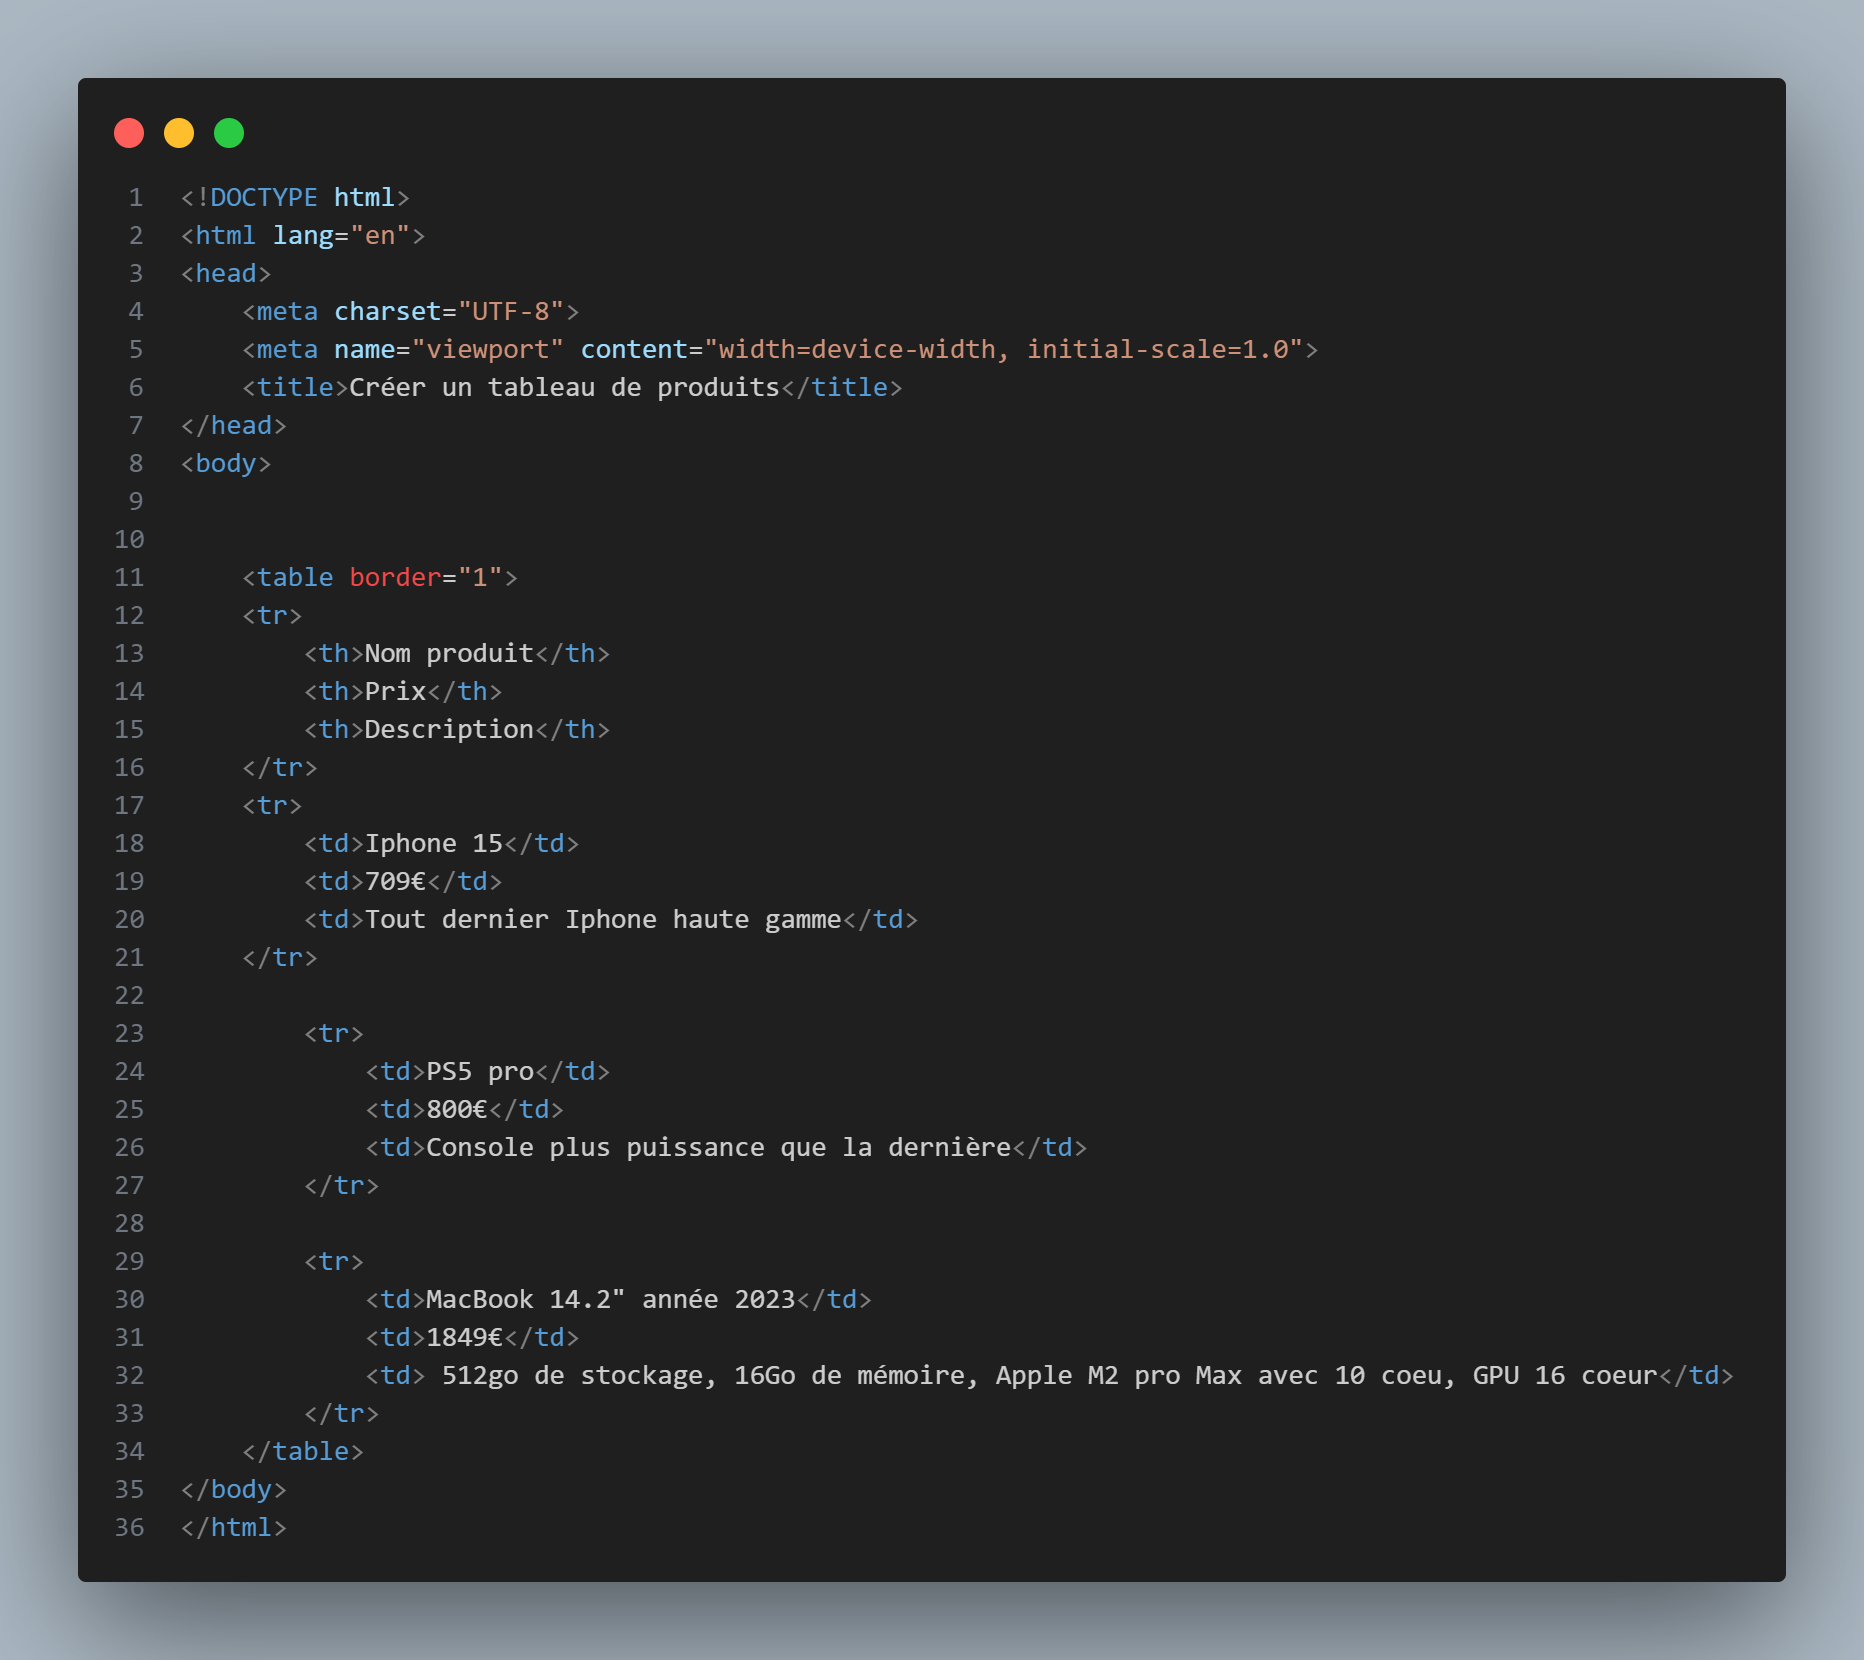 1 <!DOCTYPE html>
2 <html lang="en">
3 <head>
4     <meta charset="UTF-8">
5     <meta name="viewport" content="width=device-width, initial-scale=1.0">
6     <title>Créer un tableau de produits</title>
7 </head>
8 <body>
9
10
11     <table border="1">
12     <tr>
13         <th>Nom produit</th>
14         <th>Prix</th>
15         <th>Description</th>
16     </tr>
17     <tr>
18         <td>Iphone 15</td>
19         <td>709€</td>
20         <td>Tout dernier Iphone haute gamme</td>
21     </tr>
22
23         <tr>
24             <td>PS5 pro</td>
25             <td>800€</td>
26             <td>Console plus puissance que la dernière</td>
27         </tr>
28
29         <tr>
30             <td>MacBook 14.2" année 2023</td>
31             <td>1849€</td>
32             <td> 512go de stockage, 16Go de mémoire, Apple M2 pro Max avec 10 coeu, GPU 16 coeur</td>
33         </tr>
34     </table>
35 </body>
36 </html>